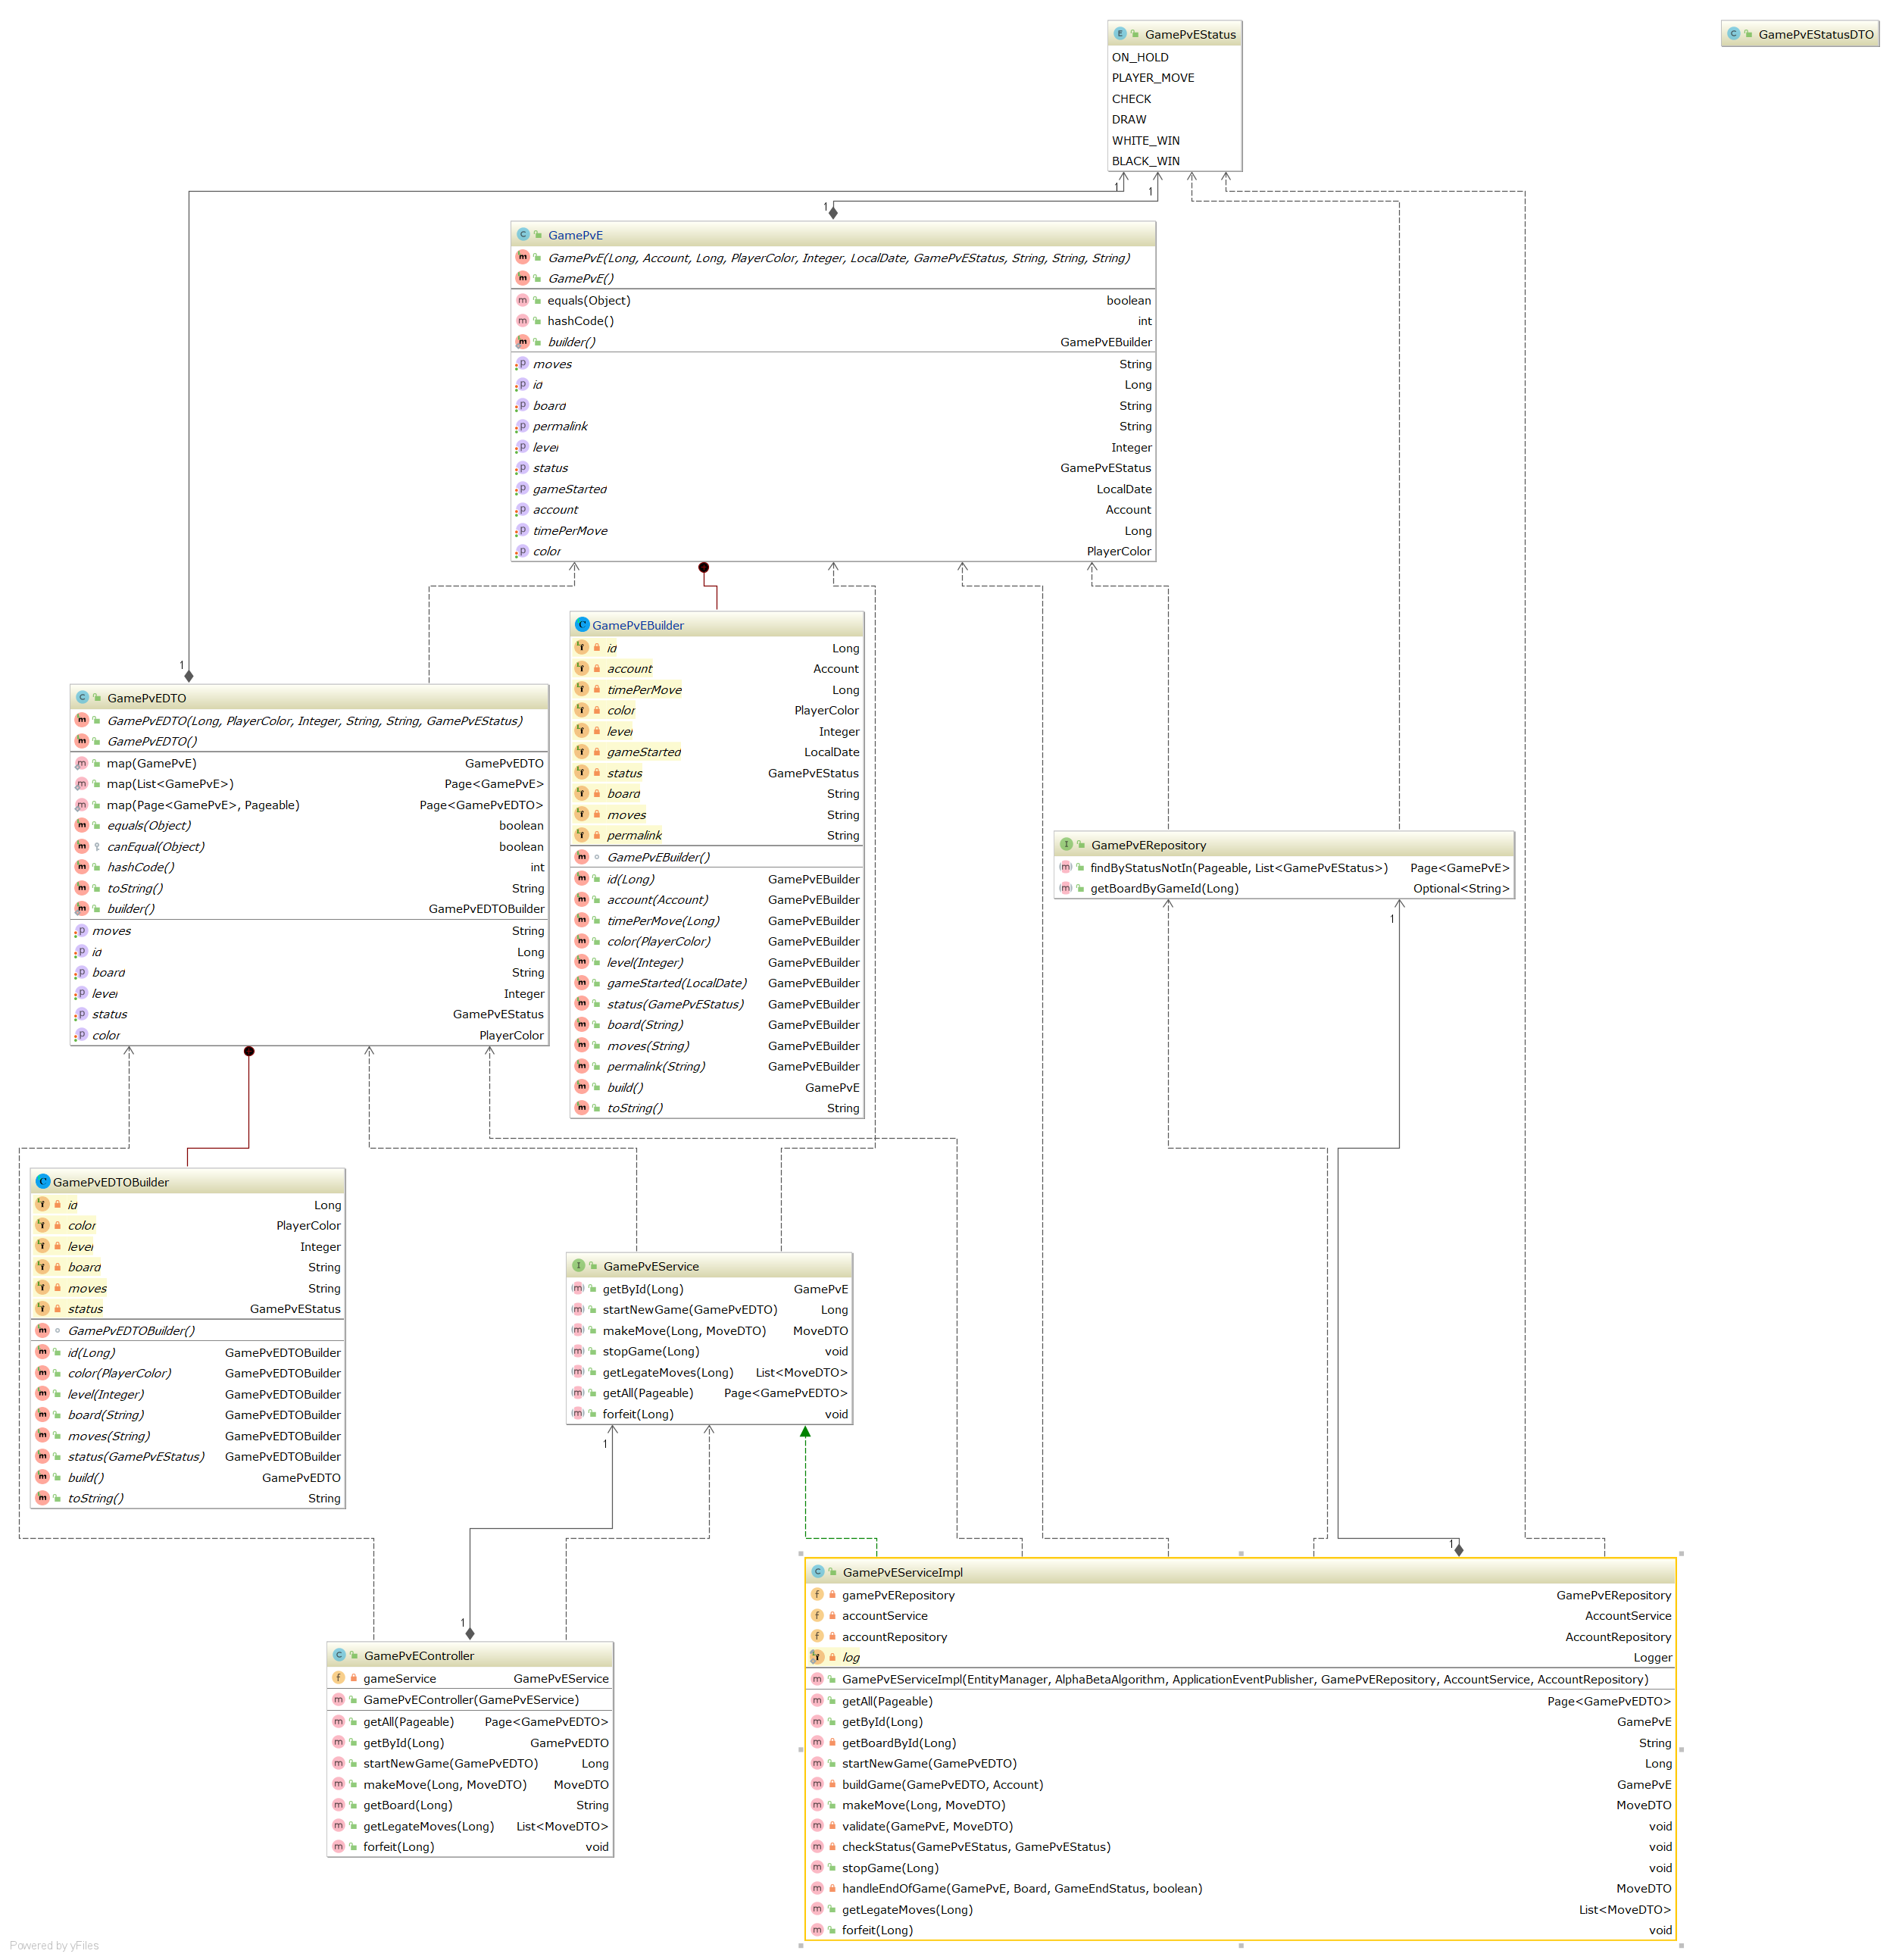 GamePvEStatus
ON_HOLD
PLAYER_MOVE
CHECK
DRAW
WHITE_WIN
BLACK_WIN
GamePvEStatusDTO
1
1
1
GamePvE
GamePvE(Long, Account, Long, PlayerColor, Integer, LocalDate, GamePvEStatus, String, String, String)
GamePvE()
equals(Object) boolean
hashCode() int
builder() GamePvEBuilder
moves String
id Long
board String
permalink String
level Integer
status GamePvEStatus
gameStarted LocalDate
account Account
timePerMove Long
color PlayerColor
GamePvEBuilder
id Long
account Account
timePerMove Long
color PlayerColor
level Integer
gameStarted LocalDate
status GamePvEStatus
board String
moves String
permalink String
GamePvEBuilder()
id(Long) GamePvEBuilder
account(Account) GamePvEBuilder
timePerMove(Long) GamePvEBuilder
color(PlayerColor) GamePvEBuilder
level(Integer) GamePvEBuilder
gameStarted(LocalDate) GamePvEBuilder
status(GamePvEStatus) GamePvEBuilder
board(String) GamePvEBuilder
moves(String) GamePvEBuilder
permalink(String) GamePvEBuilder
build() GamePvE
toString() String
1
GamePvEDTO
GamePvEDTO(Long, PlayerColor, Integer, String, String, GamePvEStatus)
GamePvEDTO()
map(GamePvE) GamePvEDTO
map(List<GamePvE>) Page<GamePvE>
map(Page<GamePvE>, Pageable) Page<GamePvEDTO>
equals(Object) boolean
canEqual(Object) boolean
hashCode() int
toString() String
builder() GamePvEDTOBuilder
moves String
id Long
board String
level Integer
status GamePvEStatus
color PlayerColor
GamePvERepository
findByStatusNotIn(Pageable, List<GamePvEStatus>) Page<GamePvE>
getBoardByGameId(Long) Optional<String>
1
GamePvEDTOBuilder
id Long
color PlayerColor
level Integer
board String
moves String
status GamePvEStatus
GamePvEDTOBuilder()
id(Long) GamePvEDTOBuilder
color(PlayerColor) GamePvEDTOBuilder
level(Integer) GamePvEDTOBuilder
board(String) GamePvEDTOBuilder
moves(String) GamePvEDTOBuilder
status(GamePvEStatus) GamePvEDTOBuilder
build() GamePvEDTO
toString() String
GamePvEService
getById(Long) GamePvE
startNewGame(GamePvEDTO) Long
makeMove(Long, MoveDTO) MoveDTO
stopGame(Long) void
getLegateMoves(Long) List<MoveDTO>
getAll(Pageable) Page<GamePvEDTO>
forfeit(Long) void
1
1
1
GamePvEController
gameService GamePvEService
GamePvEController(GamePvEService)
getAll(Pageable) Page<GamePvEDTO>
getById(Long) GamePvEDTO
startNewGame(GamePvEDTO) Long
makeMove(Long, MoveDTO) MoveDTO
getBoard(Long) String
getLegateMoves(Long) List<MoveDTO>
forfeit(Long) void
GamePvEServiceImpl
gamePvERepository GamePvERepository
accountService AccountService
accountRepository AccountRepository
log Logger
GamePvEServiceImpl(EntityManager, AlphaBetaAlgorithm, ApplicationEventPublisher, GamePvERepository, AccountService, AccountRepository)
getAll(Pageable) Page<GamePvEDTO>
getById(Long) GamePvE
getBoardById(Long) String
startNewGame(GamePvEDTO) Long
buildGame(GamePvEDTO, Account) GamePvE
makeMove(Long, MoveDTO) MoveDTO
validate(GamePvE, MoveDTO) void
checkStatus(GamePvEStatus, GamePvEStatus) void
stopGame(Long) void
handleEndOfGame(GamePvE, Board, GameEndStatus, boolean) MoveDTO
getLegateMoves(Long) List<MoveDTO>
forfeit(Long) void
Powered by yFiles